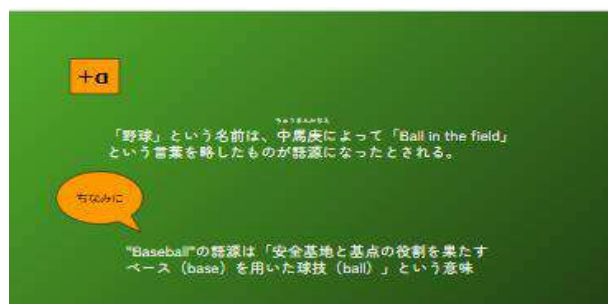 +α
ちゅうまんかなえ
「野球」という名前は、中馬庚によって「Ball in the field」
という言葉を略したものが語源になったとされる。
ちなみに
"Baseball"の語源は「安全基地と基点の役割を果たす
ベース（base）を用いた球技（ball）」という意味